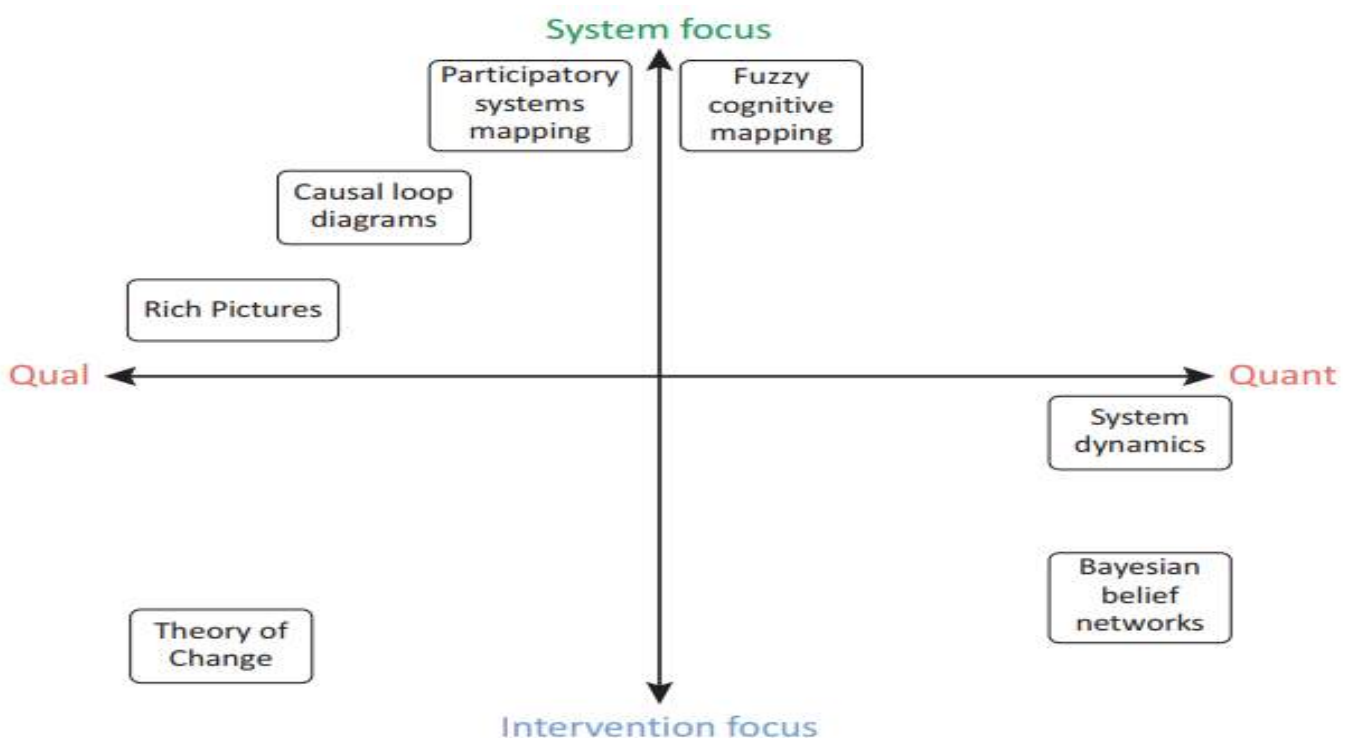 System focus
Participatory
systems
mapping
Fuzzy
cognitive
mapping
Causal loop
diagrams
Rich Pictures
Qual
Quant
System
dynamics
Bayesian
belief
networks
Theory of
Change
Intervention focus